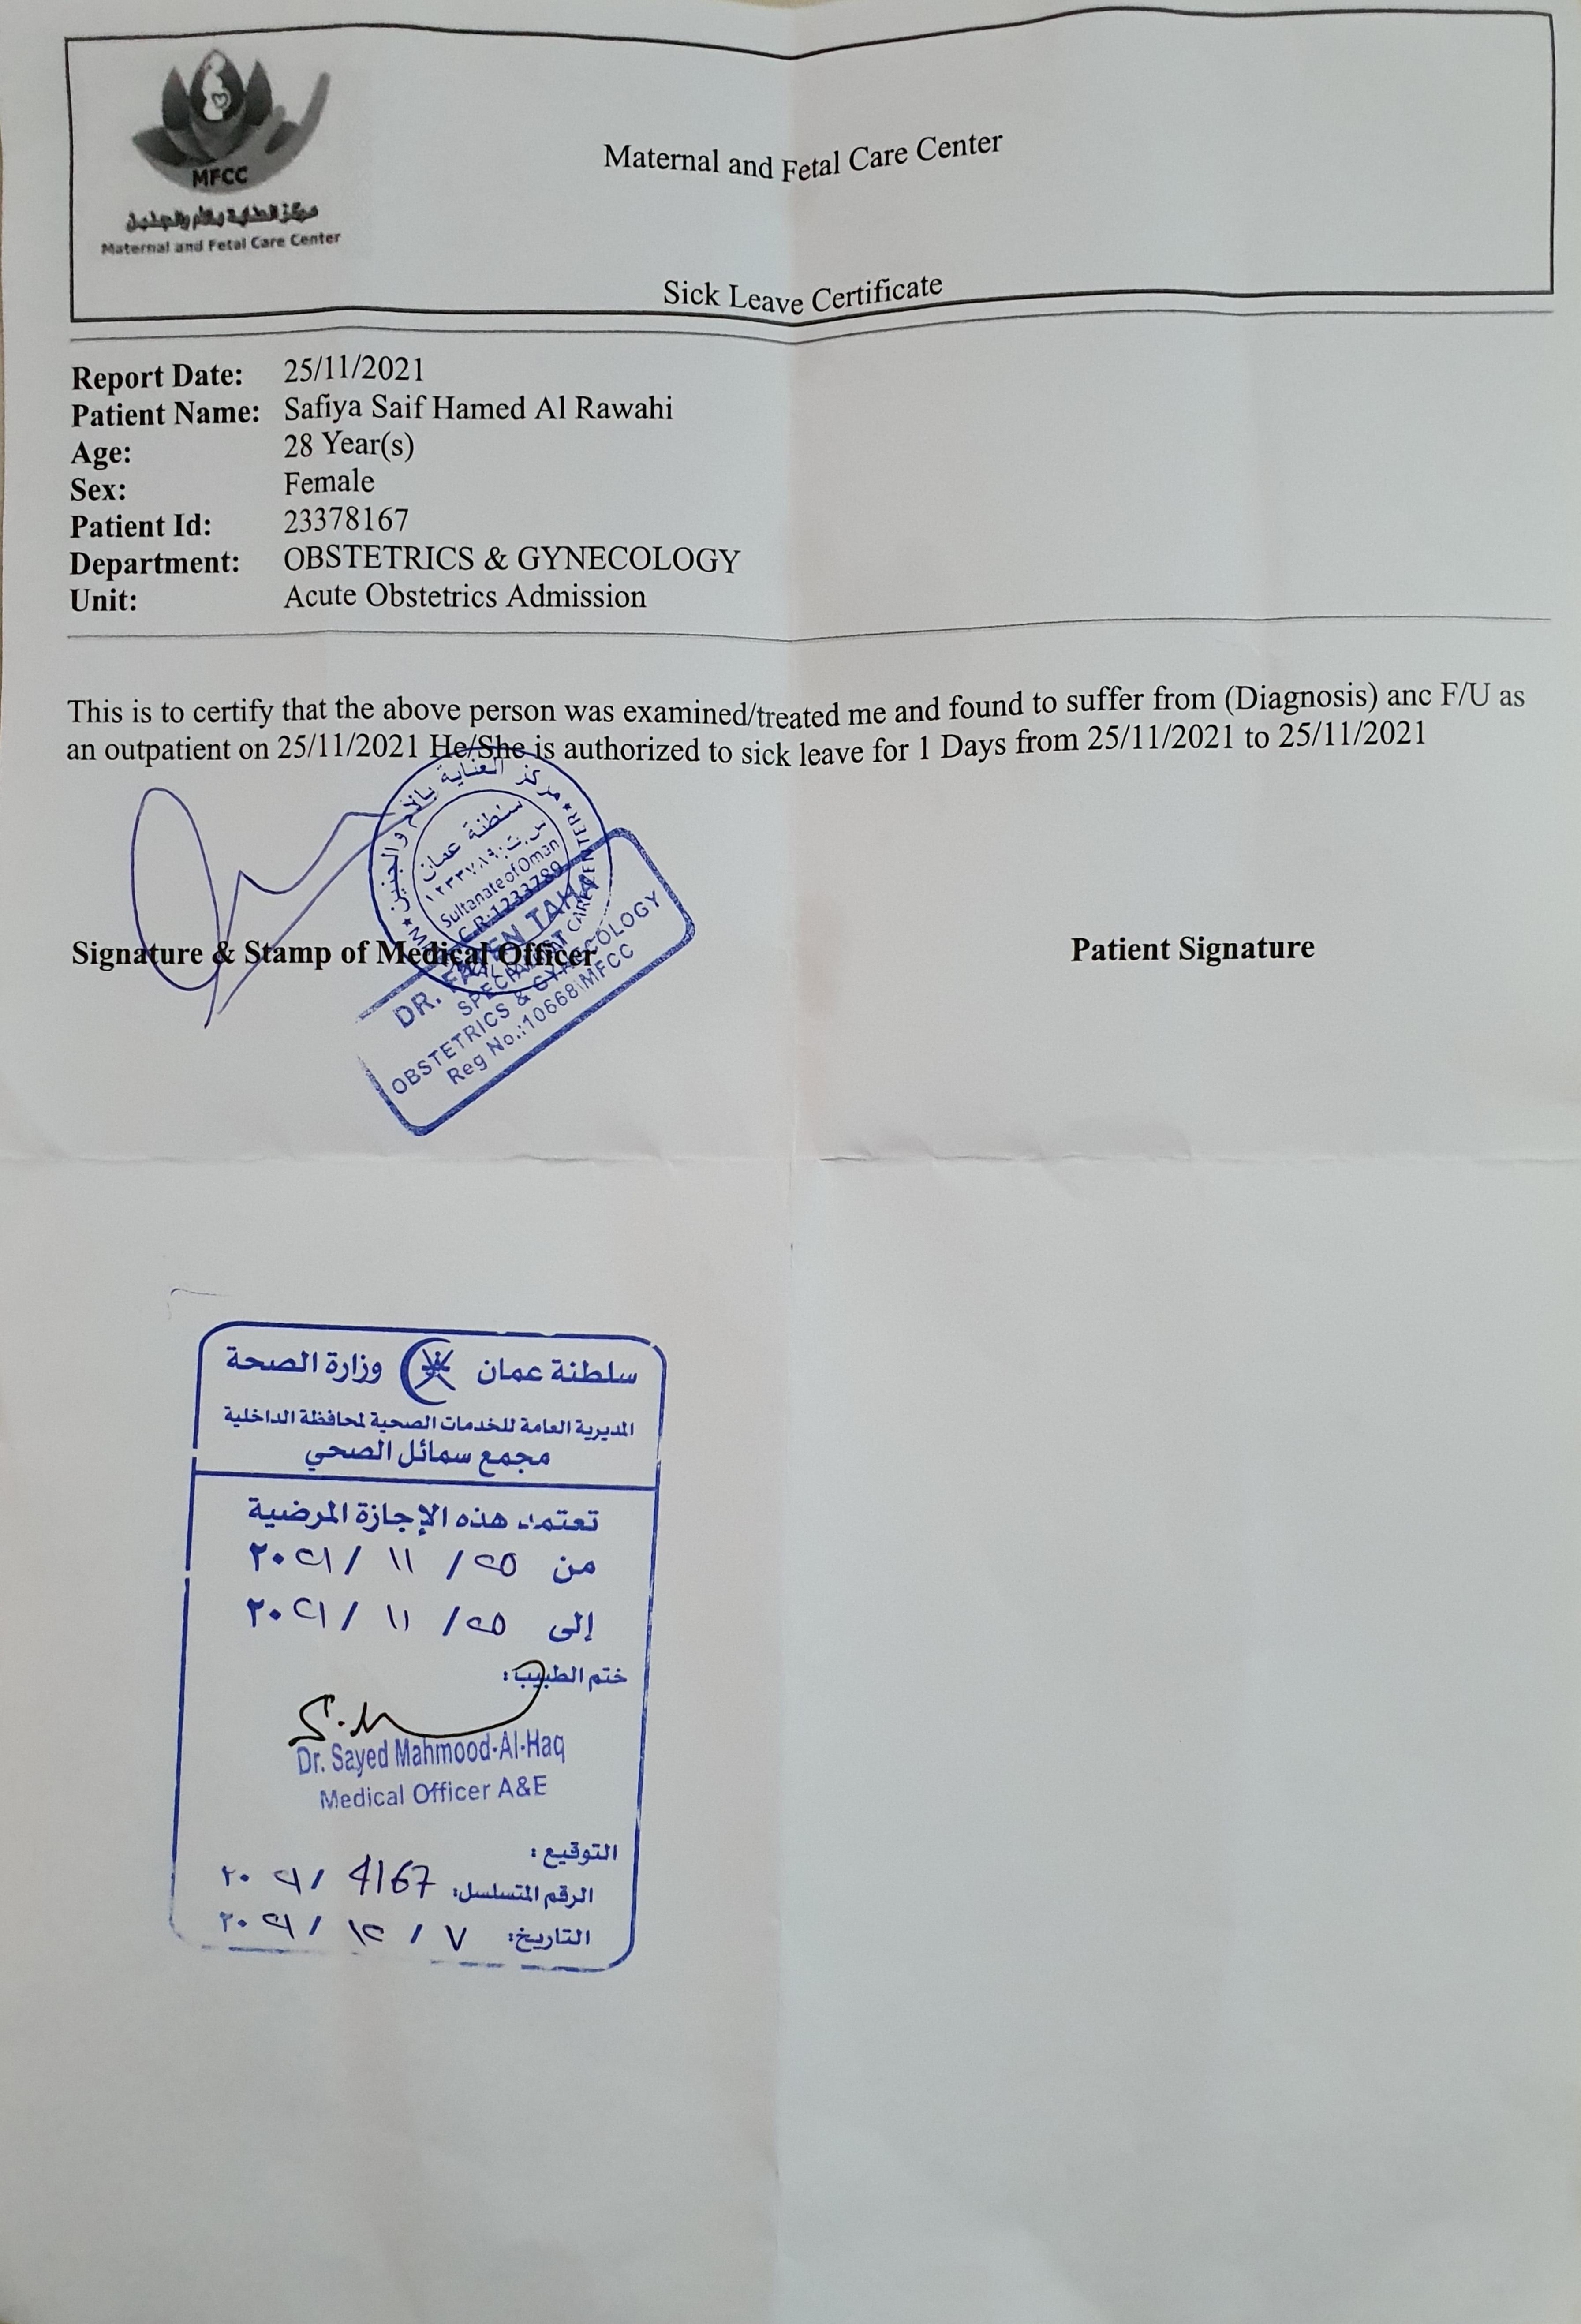 MFCC
مركز العناية بالأم والجنين
Maternal and Fetal Care Center
Maternal and Fetal Care Center
Sick Leave Certificate
Report Date: 25/11/2021
Patient Name: Safiya Saif Hamed Al Rawahi
Age: 28 Year(s)
Sex: Female
Patient Id: 23378167
Department: OBSTETRICS & GYNECOLOGY
Unit: Acute Obstetrics Admission
This is to certify that the above person was examined/treated me and found to suffer from (Diagnosis) anc F/U as
an outpatient on 25/11/2021 He/She is authorized to sick leave for 1 Days from 25/11/2021 to 25/11/2021
مركز العناية بالأم والجنين
سلطنة عمان
س.ت: ١٢٣٣٧٨٩
Sultanate of Oman
C.R:1233789
CARE CENTER
Signature & Stamp of Medical Officer
Patient Signature
DR. FATEN TAHA
SPECIALIST
OBSTETRICS & GYNECOLOGY
Reg No.:10668\MFCC
سلطنة عمان وزارة الصحة
المديرية العامة للخدمات الصحية لمحافظة الداخلية
مجمع سمائل الصحي
تعتمد هذه الإجازة المرضية
من ٢٥ / ١١ / ٢٠٢١
إلى ٢٥ / ١١ / ٢٠٢١
ختم الطبيب:
Dr. Sayed Mahmood-Al-Haq
Medical Officer A&E
التوقيع:
الرقم المتسلسل: 4167 / ٢٠٢١
التاريخ: ٧ / ١٢ / ٢٠٢١